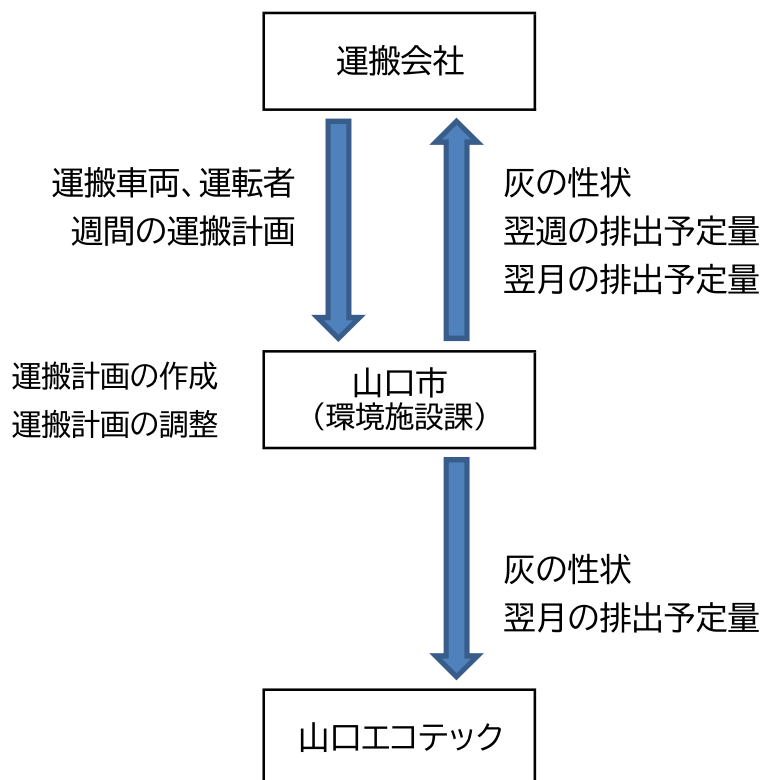 運搬会社
運搬車両、運転者
週間の運搬計画
灰の性状
翌週の排出予定量
翌月の排出予定量
運搬計画の作成
運搬計画の調整
山口市
（環境施設課）
灰の性状
翌月の排出予定量
山口エコテック